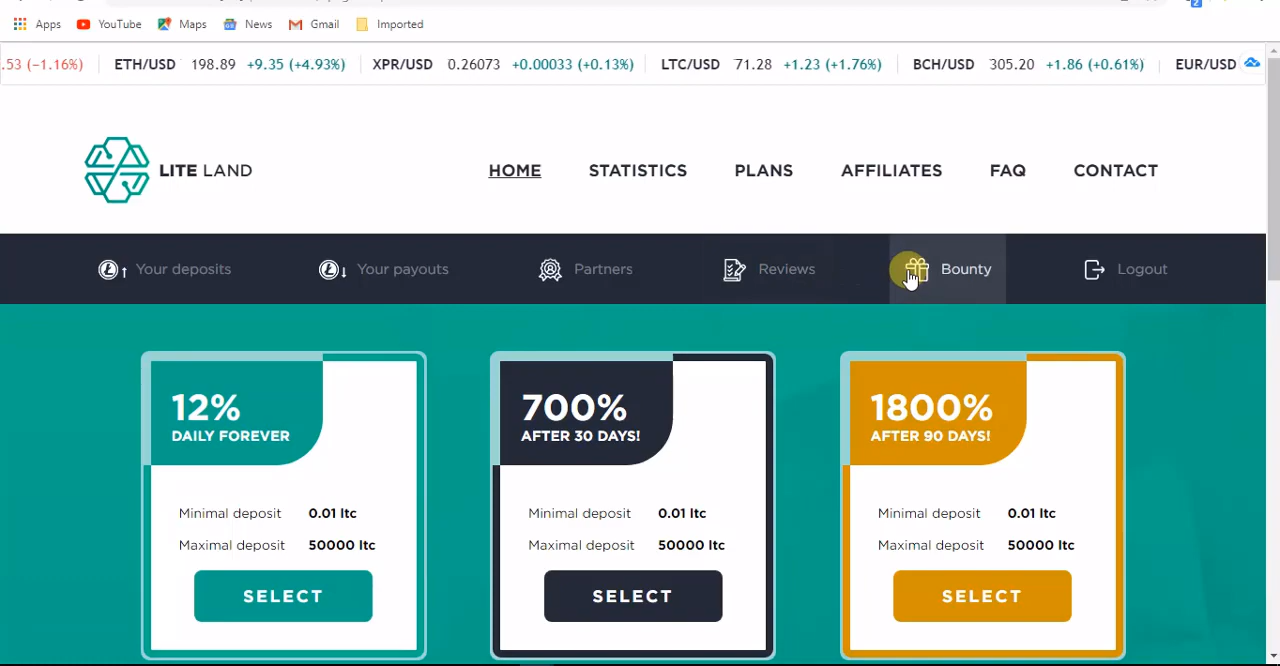 Apps YouTube Maps News Gmail Imported
.53 (−1.16%) ETH/USD 198.89 +9.35 (+4.93%) XPR/USD 0.26073 +0.00033 (+0.13%) LTC/USD 71.28 +1.23 (+1.76%) BCH/USD 305.20 +1.86 (+0.61%) EUR/USD
LITE LAND HOME STATISTICS PLANS AFFILIATES FAQ CONTACT
Your deposits Your payouts Partners Reviews Bounty Logout
12% 700% 1800%
DAILY FOREVER AFTER 30 DAYS! AFTER 90 DAYS!
Minimal deposit 0.01 ltc Minimal deposit 0.01 ltc Minimal deposit 0.01 ltc
Maximal deposit 50000 ltc Maximal deposit 50000 ltc Maximal deposit 50000 ltc
SELECT SELECT SELECT